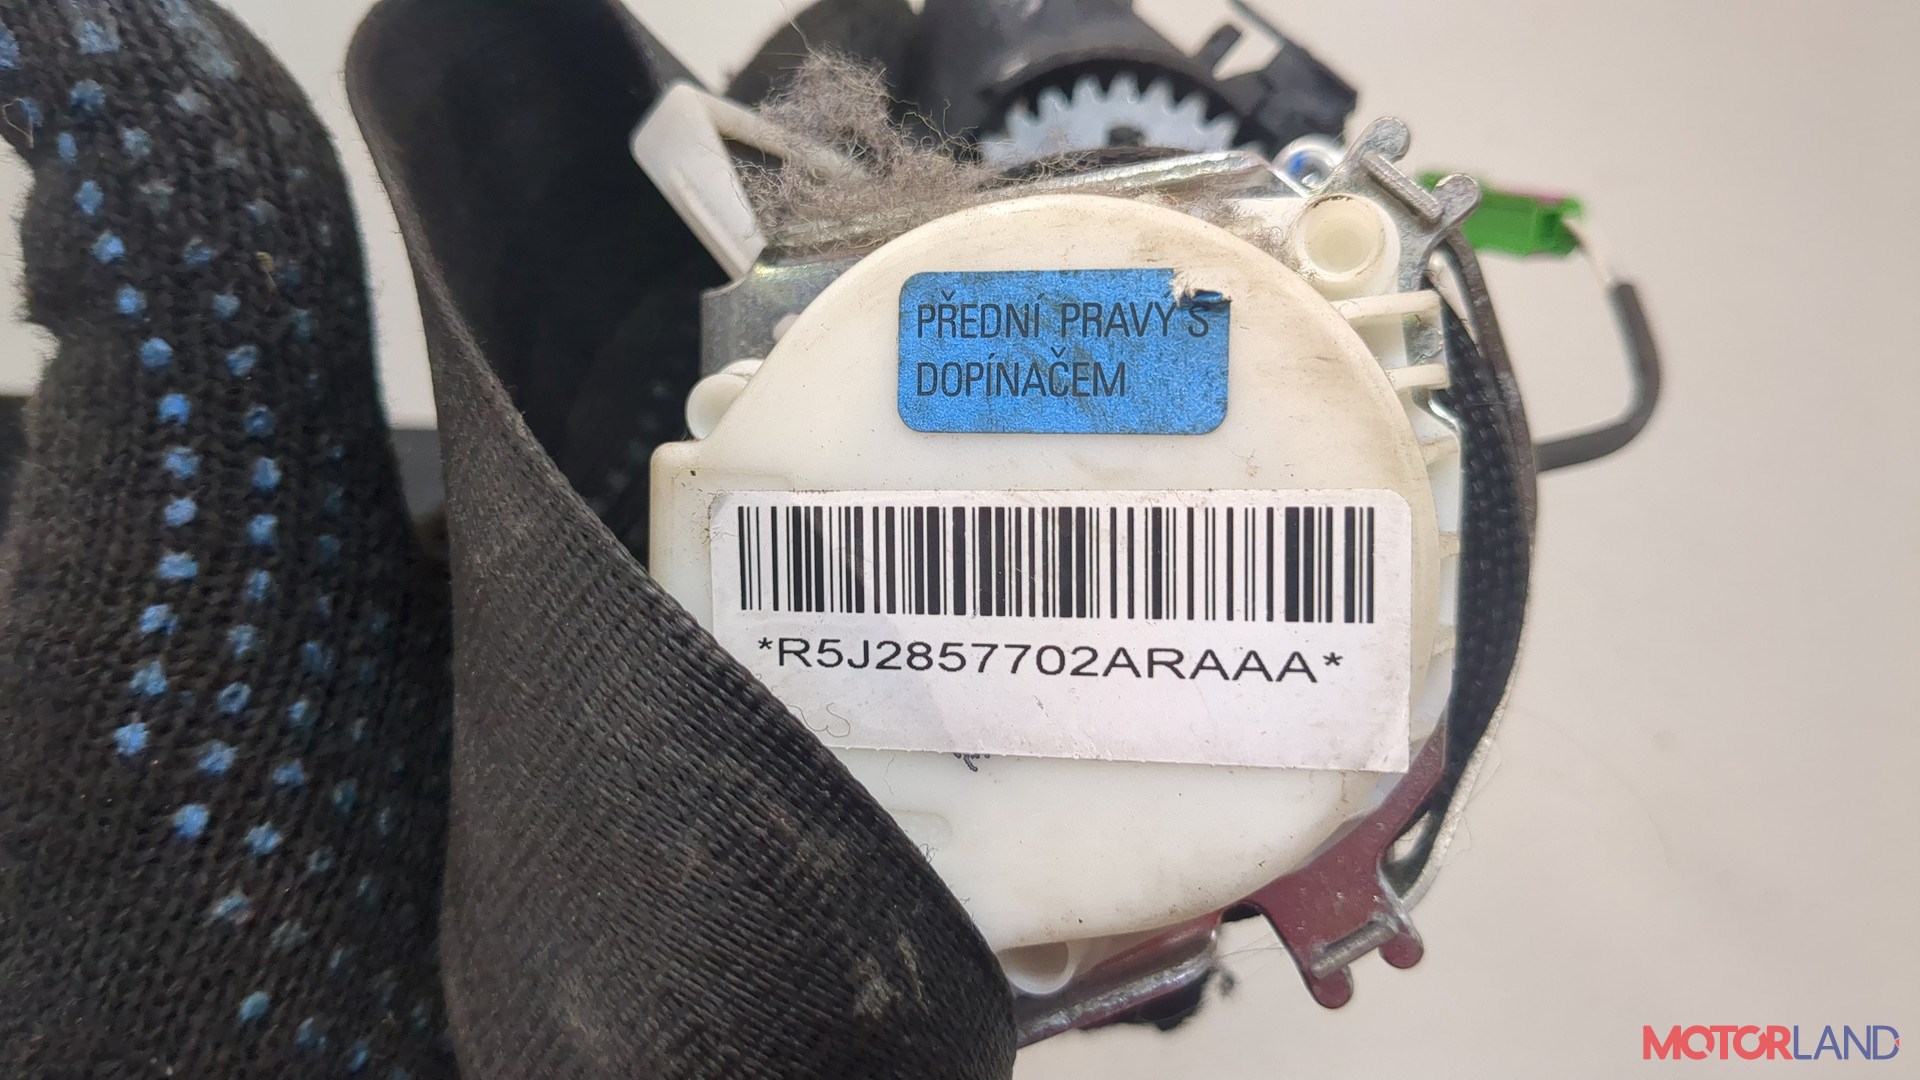 PŘEDNÍ PRAVÝ S
DOPÍNAČEM
*R5J2857702ARAAA*
MOTORLAND